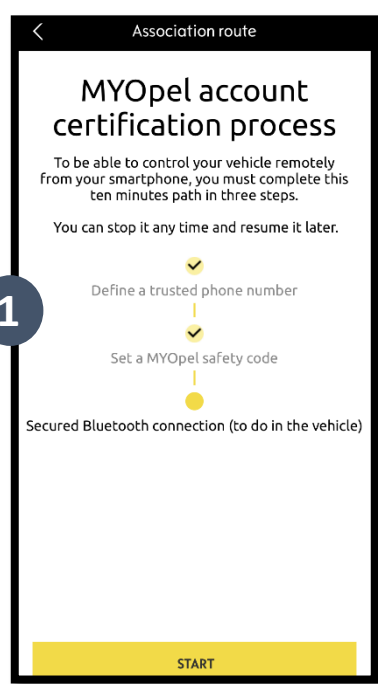 Association route
MYOpel account
certification process
To be able to control your vehicle remotely
from your smartphone, you must complete this
ten minutes path in three steps.
You can stop it any time and resume it later.
Define a trusted phone number
1
Set a MYOpel safety code
Secured Bluetooth connection (to do in the vehicle)
START